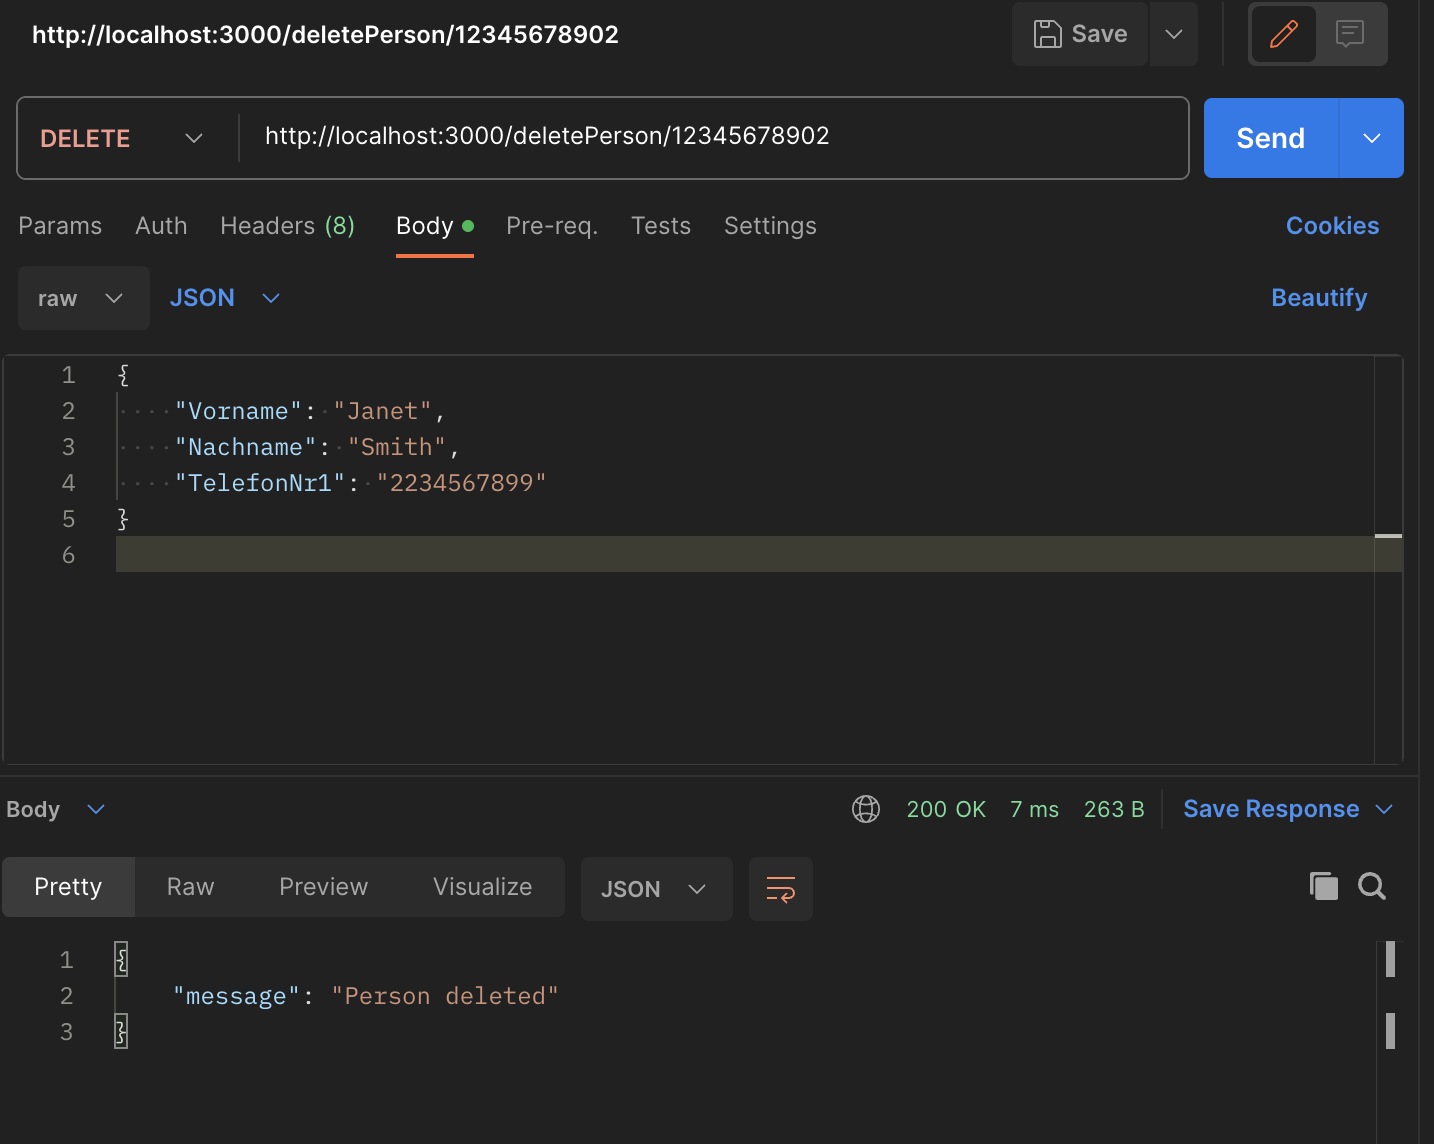 http://localhost:3000/deletePerson/12345678902
Save
DELETE
http://localhost:3000/deletePerson/12345678902
Send
Params Auth Headers (8) Body Pre-req. Tests Settings Cookies
raw JSON Beautify
1 {
2 "Vorname": "Janet",
3 "Nachname": "Smith",
4 "TelefonNr1": "2234567899"
5 }
6
Body 200 OK 7 ms 263 B Save Response
Pretty Raw Preview Visualize JSON
1 {
2 "message": "Person deleted"
3 }